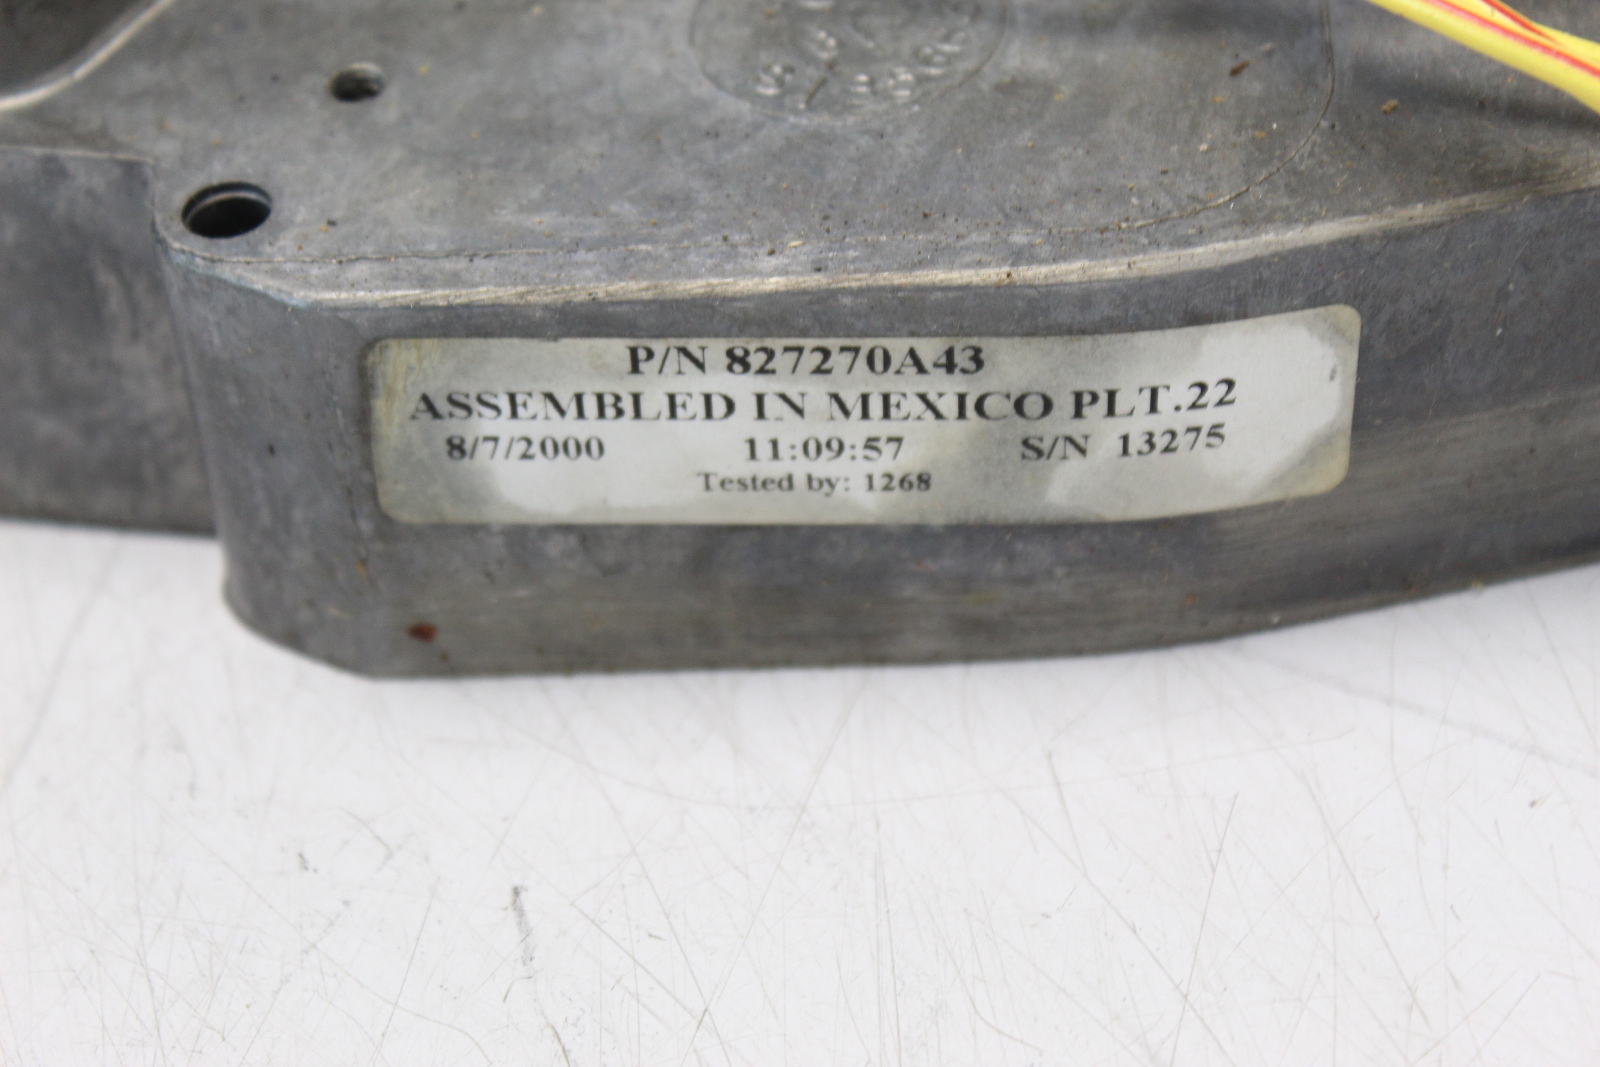 P/N 827270A43
ASSEMBLED IN MEXICO PLT.22
8/7/2000 11:09:57 S/N 13275
Tested by: 1268